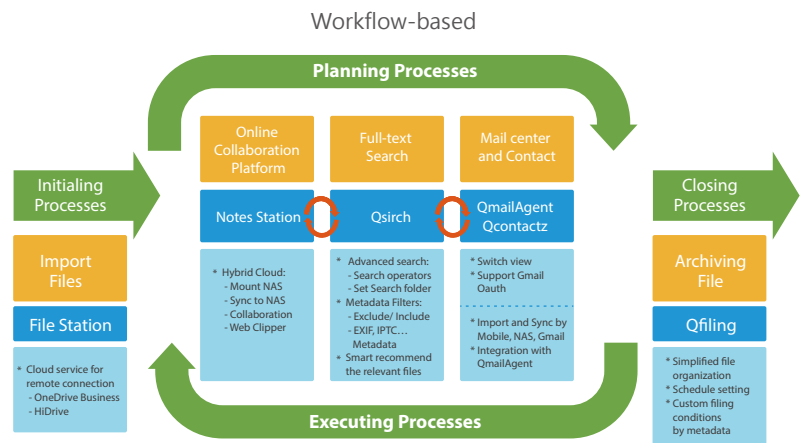 Workflow-based
Planning Processes
Initialing
Processes
Import
Files
File Station
* Cloud service for
remote connection
- OneDrive Business
- HiDrive
Online
Collaboration
Platform
Notes Station
* Hybrid Cloud:
- Mount NAS
- Sync to NAS
- Collaboration
- Web Clipper
Full-text
Search
Qsirch
* Advanced search:
- Search operators
- Set Search folder
* Metadata Filters:
- Exclude/ Include
- EXIF, IPTC...
Metadata
* Smart recommend
the relevant files
Mail center
and Contact
QmailAgent
Qcontactz
* Switch view
* Support Gmail
Oauth
* Import and Sync by
Mobile, NAS, Gmail
* Integration with
QmailAgent
Executing Processes
Closing
Processes
Archiving
File
Qfiling
* Simplified file
organization
* Schedule setting
* Custom filing
conditions
by metadata